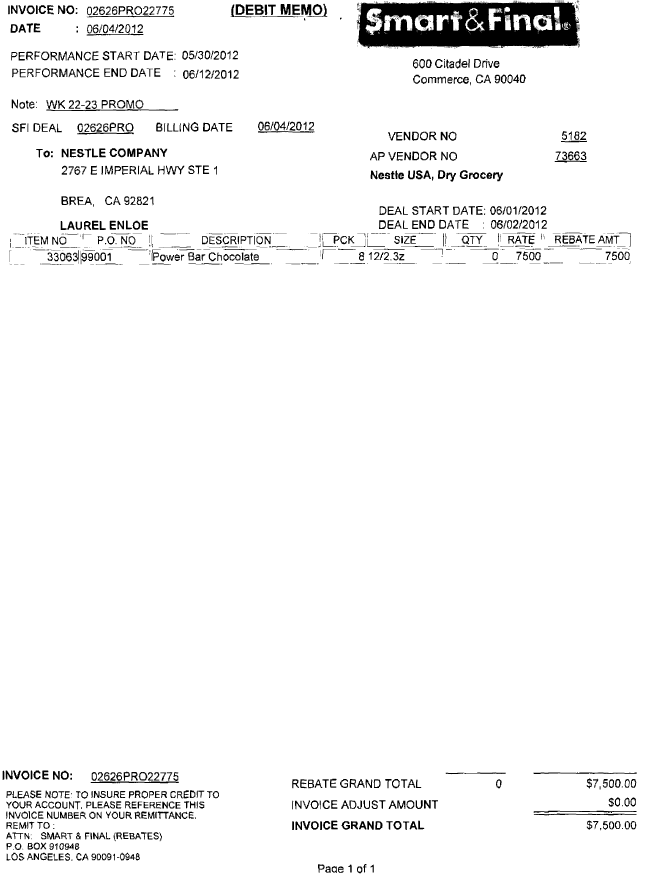 INVOICE NO: 02626PRO22775 (DEBIT MEMO)
Smart&Final®
DATE : 06/04/2012
600 Citadel Drive
Commerce, CA 90040
PERFORMANCE START DATE: 05/30/2012
PERFORMANCE END DATE : 06/12/2012
Note: WK 22-23 PROMO
SFI DEAL 02626PRO BILLING DATE 06/04/2012
VENDOR NO 5182
AP VENDOR NO 73663
Nestle USA, Dry Grocery
To: NESTLE COMPANY
2767 E IMPERIAL HWY STE 1
BREA, CA 92821
LAUREL ENLOE
DEAL START DATE: 06/01/2012
DEAL END DATE : 06/02/2012
ITEM NO P.O. NO DESCRIPTION PCK SIZE QTY RATE REBATE AMT
33063 99001 Power Bar Chocolate 8 12/2.3z 0 7500 7500
INVOICE NO: 02626PRO22775
PLEASE NOTE: TO INSURE PROPER CREDIT TO
YOUR ACCOUNT, PLEASE REFERENCE THIS
INVOICE NUMBER ON YOUR REMITTANCE.
REMIT TO :
ATTN: SMART & FINAL (REBATES)
P.O. BOX 910948
LOS ANGELES, CA 90091-0948
REBATE GRAND TOTAL 0 $7,500.00
INVOICE ADJUST AMOUNT $0.00
INVOICE GRAND TOTAL $7,500.00
Page 1 of 1